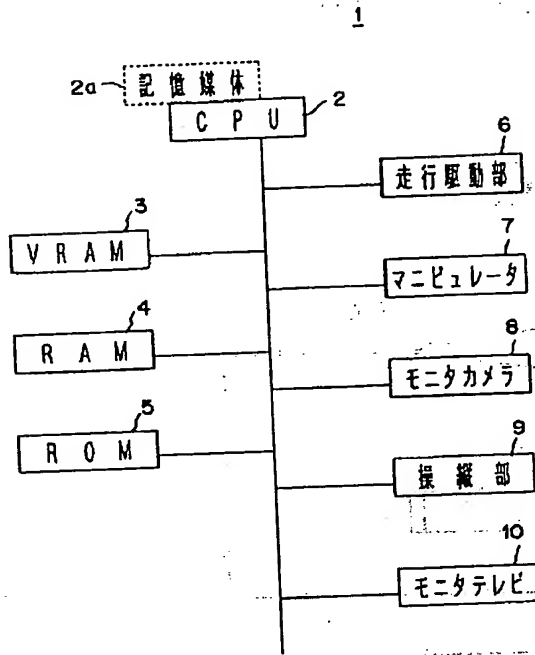 1
2a
記憶媒体
2
CPU
6
走行駆動部
3
VRAM
7
マニピュレータ
4
RAM
8
モニタカメラ
5
ROM
9
操縦部
10
モニタテレビ